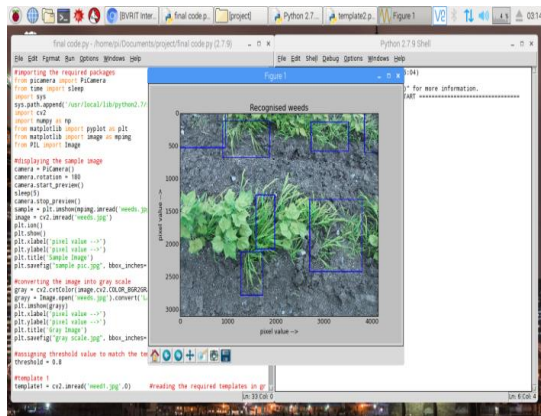 [BVRIT Inter...
final code.p...
[project]
Python 2.7...
template2.p...
Figure 1
03:14
final code.py - /home/pi/Documents/project/final code.py (2.7.9)
File Edit Format Run Options Windows Help
#importing the required packages
from picamera import PiCamera
from time import sleep
import sys
sys.path.append('/usr/local/lib/python2.7/
import cv2
import numpy as np
from matplotlib import pyplot as plt
from matplotlib import image as mpimg
from PIL import Image
#displaying the sample image
camera = PiCamera()
camera.rotation = 180
camera.start_preview()
sleep(5)
camera.stop_preview()
sample = plt.imshow(mpimg.imread('weeds.jp
image = cv2.imread('weeds.jpg')
plt.ion()
plt.show()
plt.xlabel('pixel value -->')
plt.ylabel('pixel value -->')
plt.title('Sample Image')
plt.savefig("sample pic.jpg", bbox_inches=
#converting the image into gray scale
gray = cv2.cvtColor(image,cv2.COLOR_BGR2GR
grayy = Image.open('weeds.jpg').convert('L
plt.imshow(grayy)
plt.xlabel('pixel value -->')
plt.ylabel('pixel value -->')
plt.title('Gray Image')
plt.savefig("gray scale.jpg", bbox_inches=
#assigning threshold value to match the tem
threshold = 0.8
#template 1
template1 = cv2.imread('weed1.jpg',0) #reading the required templates in gr
Ln: 33 Col: 0
Figure 1
Recognised weeds
0
500
1000
1500
2000
2500
3000
pixel value -->
0 1000 2000 3000 4000
pixel value -->
Python 2.7.9 Shell
File Edit Shell Debug Options Windows Help
5:04)
)" for more information.
TART ================================
Ln: 6 Col: 4